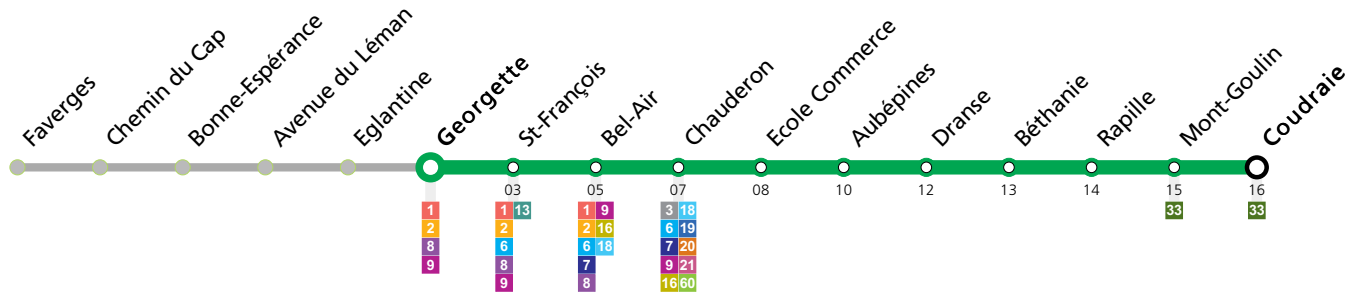 Faverges
Chemin du Cap
Bonne-Espérance
Avenue du Léman
Eglantine
Georgette
St-François
Bel-Air
Chauderon
Ecole Commerce
Aubépines
Dranse
Béthanie
Rapille
Mont-Goulin
Coudraie
03 05 07 08 10 12 13 14 15 16
1 1 13 1 9 3 18 33 33
2 2 2 16 6 19
8 6 6 18 7 20
9 8 7 9 21
9 8 16 60